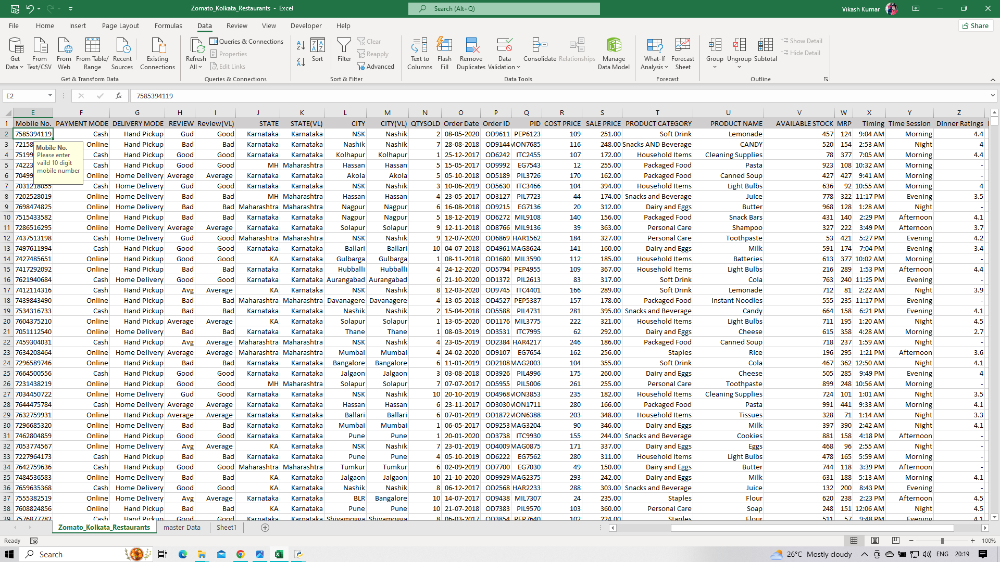 Zomato_Kolkata_Restaurants - Excel
Search (Alt+Q)
Vikash Kumar
File Home Insert Page Layout Formulas Data Review View Developer Help
Share
Get Data
From Text/CSV
From Web
From Table/ Range
Recent Sources
Existing Connections
Get & Transform Data
Refresh All
Queries & Connections
Properties
Edit Links
Queries & Connections
Sort
Filter
Clear
Reapply
Advanced
Sort & Filter
Text to Columns
Flash Fill
Remove Duplicates
Data Validation
Consolidate
Relationships
Manage Data Model
Data Tools
What-If Analysis
Forecast Sheet
Forecast
Group
Ungroup
Subtotal
Show Detail
Hide Detail
Outline
E2 fx 7585394119
E F G H I J K L M N O P Q R S T U V W X Y Z
1 Mobile No. PAYMENT MODE DELIVERY MODE REVIEW Review(VL) STATE STATE(VL) CITY CITY(VL) QTYSOLD Order Date Order ID PID COST PRICE SALE PRICE PRODUCT CATEGORY PRODUCT NAME AVAILABLE STOCK MRP Timing Time Session Dinner Ratings
2 7585394119 Cash Hand Pickup Gud Good Karnataka Karnataka NSK Nashik 2 08-05-2020 OD9611 PEP6123 109 251.00 Soft Drink Lemonade 457 124 9:04 AM Morning 4.4
3 72158 Online Hand Pickup Bad Bad Karnataka Karnataka Nashik Nashik 7 28-08-2018 OD9144 MON7685 116 248.00 Snacks AND Beverage CANDY 520 154 2:53 AM Night 4
4 75199 Cash Hand Pickup Good Good Karnataka Karnataka Kolhapur Kolhapur 1 25-12-2017 OD6242 ITC2455 107 172.00 Household Items Cleaning Supplies 78 377 7:05 AM Morning 4.4
5 74223 Cash Hand Pickup Good Good MH Maharashtra Hassan Hassan 5 15-05-2017 OD9992 EG7543 12 255.00 Packaged Food Pasta 923 108 10:32 AM Morning -
6 70499 Online Home Delivery Average Average Karnataka Karnataka Akola Akola 5 05-10-2018 OD5189 PIL3726 170 162.00 Packaged Food Canned Soup 427 427 9:41 AM Morning -
7 7031218055 Cash Home Delivery Gud Good Karnataka Karnataka NSK Nashik 3 10-06-2019 OD5630 ITC3466 104 394.00 Household Items Light Bulbs 636 92 10:55 AM Morning 4
Mobile No.
Please enter
vaild 10 digit
mobile number
8 7202528019 Online Home Delivery Bad Bad MH Maharashtra Hassan Hassan 4 23-05-2017 OD3127 PIL7723 44 174.00 Snacks and Beverage Juice 778 322 11:17 PM Evening 3.5
9 7698474825 Online Home Delivery Bad Bad Maharashtra Maharashtra Nagpur Nagpur 6 16-08-2018 OD9215 EG7136 20 312.00 Dairy and Eggs Butter 968 128 1:28 AM Night -
10 7515433582 Online Hand Pickup Bad Bad Karnataka Karnataka Nagpur Nagpur 5 18-12-2019 OD6272 MIL9108 140 156.00 Packaged Food Snack Bars 431 140 2:29 PM Afternoon 4.1
11 7286516295 Online Home Delivery Average Average Karnataka Karnataka Solapur Solapur 9 12-11-2018 OD8766 MIL9136 39 363.00 Personal Care Shampoo 327 222 3:49 PM Afternoon 3.7
12 7437513198 Cash Home Delivery Gud Good Maharashtra Maharashtra NSK Nashik 9 12-07-2020 OD6869 HAR1562 184 327.00 Personal Care Toothpaste 53 421 5:27 PM Evening 4.2
13 7497611994 Cash Hand Pickup Good Good Karnataka Karnataka Ballari Ballari 10 04-07-2018 OD4961 MAG8624 141 160.00 Dairy and Eggs Milk 591 174 7:04 PM Evening 3.4
14 7427485651 Online Hand Pickup Good Good KA Karnataka Gulbarga Gulbarga 1 08-11-2018 OD1680 MIL3590 112 185.00 Household Items Batteries 613 377 10:02 AM Morning -
15 7417292092 Online Hand Pickup Bad Bad Karnataka Karnataka Hubballi Hubballi 4 24-12-2020 OD5794 PEP4955 109 367.00 Household Items Light Bulbs 216 289 1:53 PM Afternoon 4.4
16 7621940684 Cash Home Delivery Good Good Karnataka Karnataka Aurangabad Aurangabad 6 21-10-2020 OD1372 PIL2613 83 317.00 Soft Drink Cola 763 240 11:25 PM Evening -
17 7412114316 Cash Hand Pickup Avg Average KA Karnataka NSK Nashik 8 12-03-2020 OD9745 ITC4401 166 289.00 Soft Drink Lemonade 712 81 2:22 AM Night 3.9
18 7439843490 Online Hand Pickup Bad Bad Maharashtra Maharashtra Davanagere Davanagere 4 13-05-2018 OD4527 PEP5387 157 178.00 Packaged Food Instant Noodles 555 235 11:17 PM Evening -
19 7534316733 Cash Hand Pickup Bad Bad Karnataka Karnataka Nashik Nashik 2 15-04-2018 OD5588 PIL4731 281 395.00 Snacks and Beverage Candy 664 158 6:21 PM Evening 4.1
20 7604375210 Cash Hand Pickup Average Average KA Karnataka Solapur Solapur 1 13-05-2020 OD1176 MIL3775 222 321.00 Household Items Light Bulbs 711 195 1:20 AM Night 4.5
21 7051112540 Online Home Delivery Bad Bad Karnataka Karnataka Thane Thane 1 08-03-2019 OD3531 ITC7995 62 292.00 Dairy and Eggs Cheese 615 358 4:28 AM Morning 2.7
22 7459304031 Cash Hand Pickup Avg Average Maharashtra Maharashtra NSK Nashik 4 23-05-2019 OD2384 HAR4217 246 186.00 Packaged Food Canned Soup 718 237 1:59 AM Night -
23 7634208464 Online Home Delivery Average Average Maharashtra Maharashtra Mumbai Mumbai 4 24-02-2020 OD9107 EG7654 162 256.00 Staples Rice 196 295 1:21 PM Afternoon 3.6
24 7296589746 Online Hand Pickup Bad Bad Karnataka Karnataka Bangalore Bangalore 6 11-01-2019 OD2108 MAG2003 104 355.00 Soft Drink Cola 467 362 12:50 AM Night 4.1
25 7664500556 Cash Hand Pickup Good Good Karnataka Karnataka Jalgaon Jalgaon 3 03-08-2018 OD3926 PIL4996 175 260.00 Dairy and Eggs Cheese 505 285 9:49 PM Evening 4
26 7231438219 Cash Hand Pickup Good Good MH Maharashtra Solapur Solapur 7 07-07-2017 OD5955 PIL5006 261 255.00 Personal Care Toothpaste 899 248 10:56 AM Morning -
27 7034450722 Online Home Delivery Gud Good Karnataka Karnataka NSK Nashik 10 20-10-2019 OD4968 MON3853 235 182.00 Household Items Cleaning Supplies 724 101 1:01 AM Night 3.5
28 7644475784 Cash Home Delivery Average Average Karnataka Karnataka Hassan Hassan 6 23-11-2017 OD3030 MON1711 280 166.00 Packaged Food Pasta 991 441 9:33 AM Morning 4.1
29 7632759931 Online Hand Pickup Average Average Karnataka Karnataka Ballari Ballari 6 07-01-2019 OD1872 MON6388 203 348.00 Household Items Tissues 328 71 1:14 AM Night 3.3
30 7296685320 Online Home Delivery Bad Bad Karnataka Karnataka Mumbai Mumbai 1 06-05-2017 OD9253 MAG3204 90 346.00 Dairy and Eggs Milk 397 390 2:42 AM Night 4.1
31 7462804859 Online Hand Pickup Good Good Karnataka Karnataka Pune Pune 1 20-01-2020 OD3738 ITC9930 155 244.00 Snacks and Beverage Cookies 881 158 4:18 PM Afternoon -
32 7053774567 Online Home Delivery Avg Average KA Karnataka NSK Nashik 7 23-01-2019 OD4009 MAG0875 171 337.00 Dairy and Eggs Eggs 468 96 2:55 AM Night -
33 7227964173 Cash Hand Pickup Bad Bad Karnataka Karnataka Pune Pune 4 05-10-2019 OD6222 EG7562 280 311.00 Household Items Light Bulbs 478 165 5:59 AM Morning -
34 7642759636 Cash Hand Pickup Good Good Maharashtra Maharashtra Tumkur Tumkur 6 02-09-2019 OD7700 EG7030 49 150.00 Dairy and Eggs Butter 744 118 3:39 PM Afternoon -
35 7484536583 Online Home Delivery Bad Bad KA Karnataka Jalgaon Jalgaon 10 21-10-2020 OD9929 MAG2375 293 242.00 Dairy and Eggs Milk 631 188 5:13 AM Morning 4.1
36 7659635368 Cash Home Delivery Good Good KA Karnataka Nashik Nashik 8 06-12-2017 OD2568 HAR2233 288 303.00 Snacks and Beverage Juice 132 200 8:43 PM Evening -
37 7555382519 Online Home Delivery Avg Average Karnataka Karnataka BLR Bangalore 10 14-07-2017 OD9438 MIL7307 24 235.00 Staples Flour 620 238 2:23 PM Afternoon 4.5
38 7608824856 Online Hand Pickup Bad Bad KA Karnataka Pune Pune 10 21-07-2018 OD7383 PIL9570 103 360.00 Personal Care Soap 248 151 12:06 AM Night 4.5
39 7576877782 Cash Hand Pickup Good Good Karnataka Karnataka Shivamogga Shivamogga 8 06-03-2017 OD3854 PEP7640 102 224.00 Staples Flour 511 57 9:48 PM Evening 4.1
Zomato_Kolkata_Restaurants master Data Sheet1
Ready 100%
Search 26°C Mostly cloudy ENG 20:19